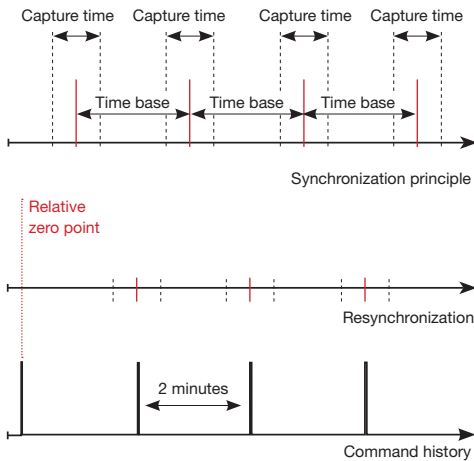 Capture time Capture time Capture time Capture time
Time base Time base Time base
Synchronization principle
Relative
zero point
Resynchronization
2 minutes
Command history